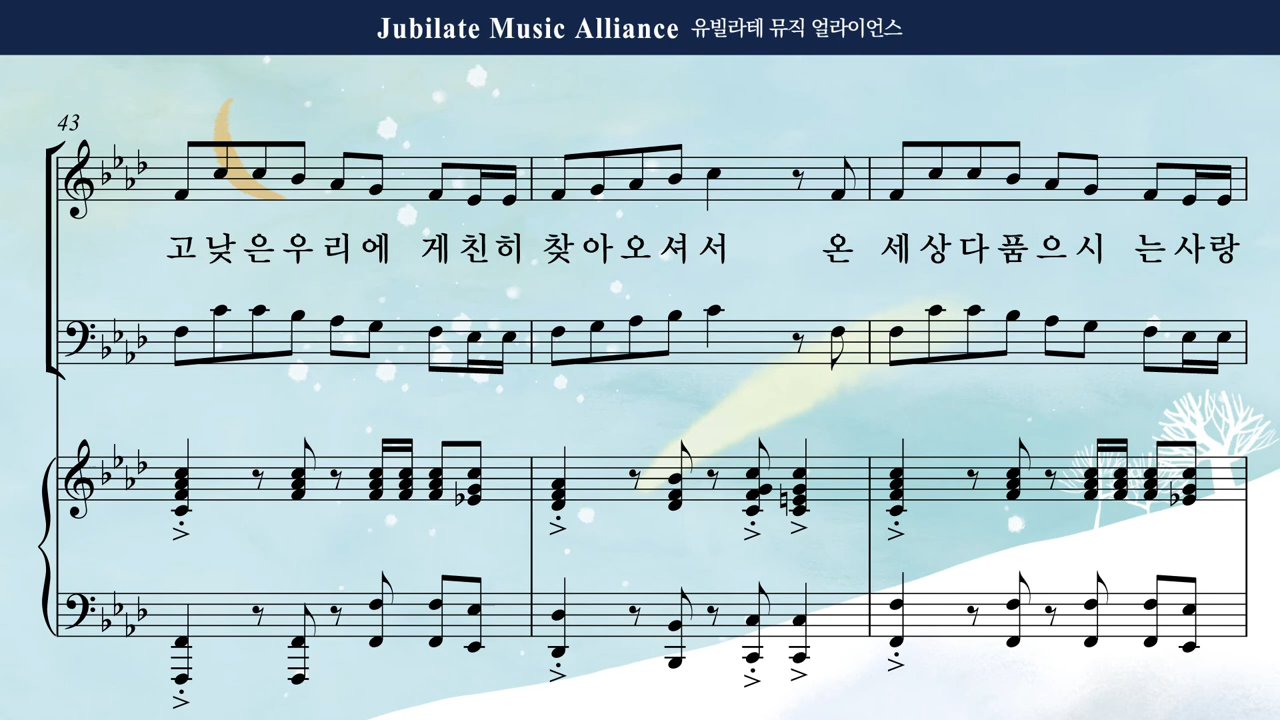 Jubilate Music Alliance 유빌라테 뮤직 얼라이언스
43
고 낮 은 우 리 에 게 친 히 찾 아 오 셔 서 온 세 상 다 품 으 시 는 사 랑